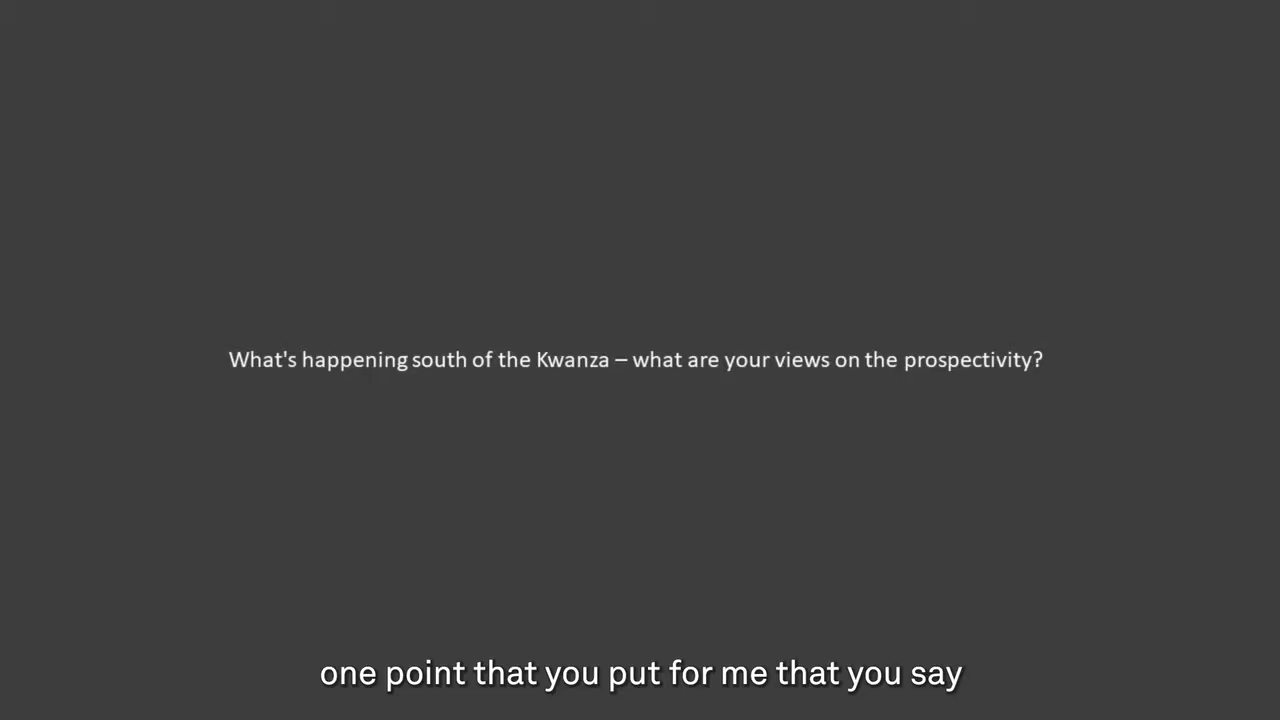 What's happening south of the Kwanza – what are your views on the prospectivity?
one point that you put for me that you say